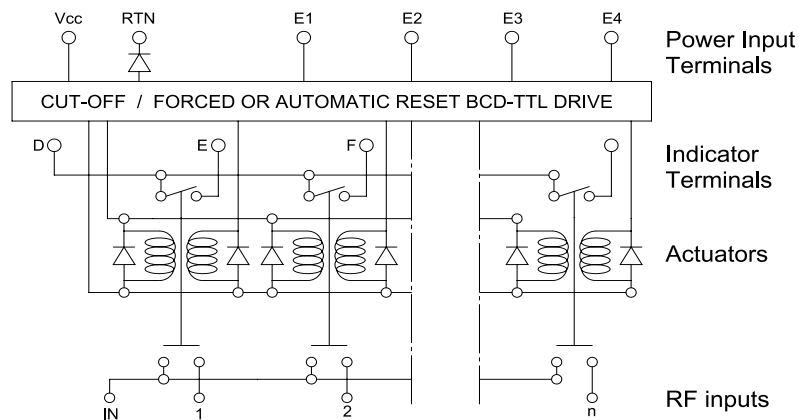 Vcc RTN E1 E2 E3 E4
Power Input
Terminals
CUT-OFF / FORCED OR AUTOMATIC RESET BCD-TTL DRIVE
D E F
Indicator
Terminals
Actuators
IN 1 2 n
RF inputs